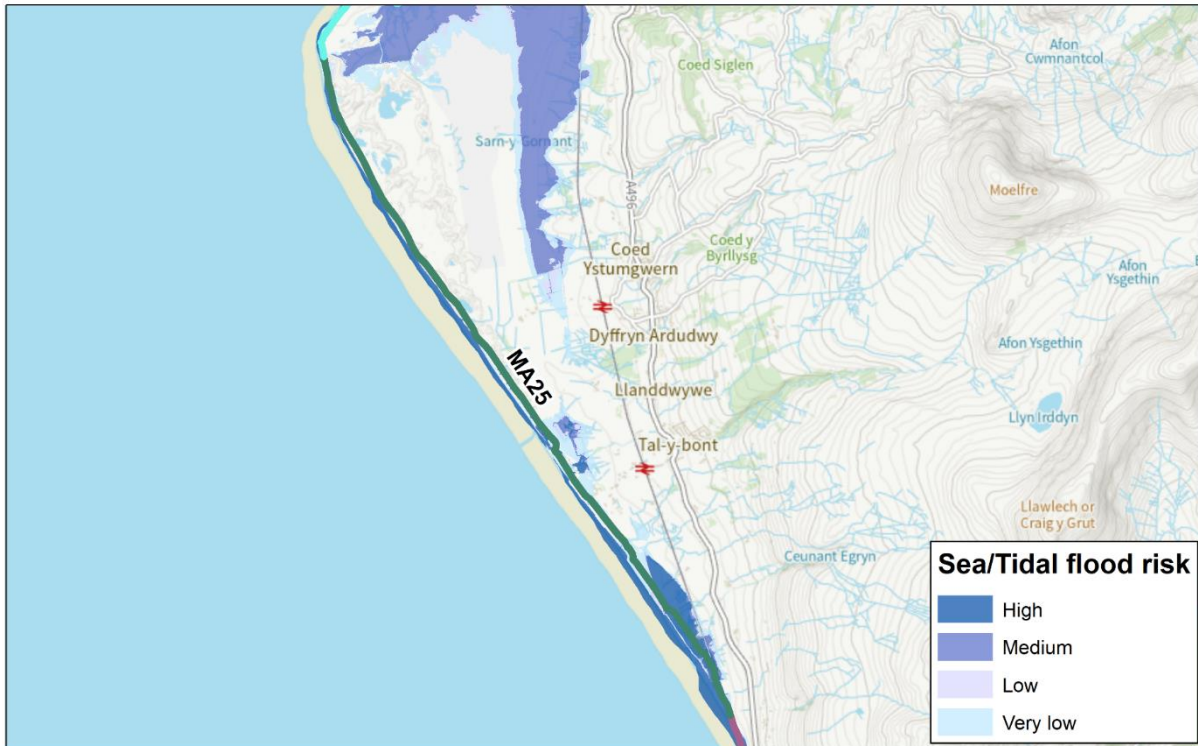 Afon
Cwmnantcol
Coed Siglen
Sarn-y Gornant
A496
Moelfre
Coed
Ystumgwern
Coed y
Byrllysg
Afon
Ysgethin
Dyffryn Ardudwy
Afon Ysgethin
MA25
Llanddwywe
Llyn Irddyn
Tal-y-bont
Llawlech or
Craig y Grut
Ceunant Egryn
Sea/Tidal flood risk
High
Medium
Low
Very low